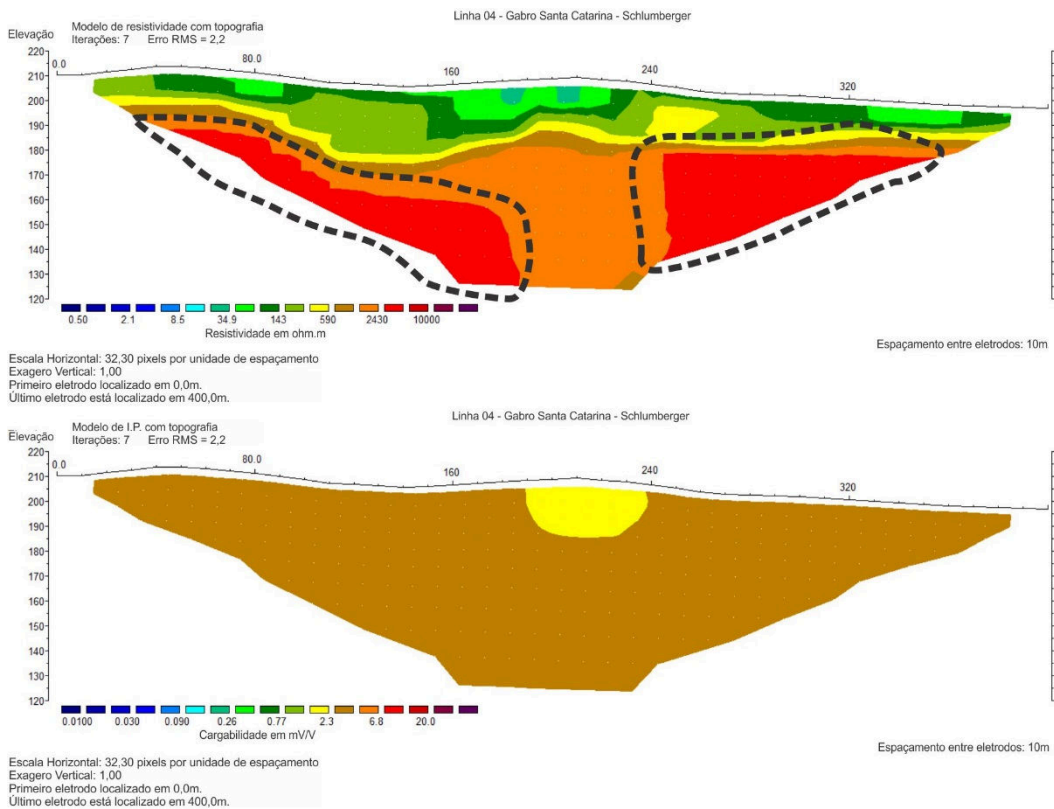 Linha 04 - Gabro Santa Catarina - Schlumberger
Elevação
Modelo de resistividade com topografia
Iterações: 7 Erro RMS = 2,2
220
210
200
190
180
170
160
150
140
130
120
0.0
80.0
160
240
320
0.50 2.1 8.5 34.9 143 590 2430 10000
Resistividade em ohm.m
Espaçamento entre eletrodos: 10m
Escala Horizontal: 32,30 pixels por unidade de espaçamento
Exagero Vertical: 1,00
Primeiro eletrodo localizado em 0,0m.
Último eletrodo está localizado em 400,0m.
Linha 04 - Gabro Santa Catarina - Schlumberger
Elevação
Modelo de I.P. com topografia
Iterações: 7 Erro RMS = 2,2
220
210
200
190
180
170
160
150
140
130
120
0.0
80.0
160
240
320
0.0100 0.030 0.090 0.26 0.77 2.3 6.8 20.0
Cargabilidade em mV/V
Espaçamento entre eletrodos: 10m
Escala Horizontal: 32,30 pixels por unidade de espaçamento
Exagero Vertical: 1,00
Primeiro eletrodo localizado em 0,0m.
Último eletrodo está localizado em 400,0m.